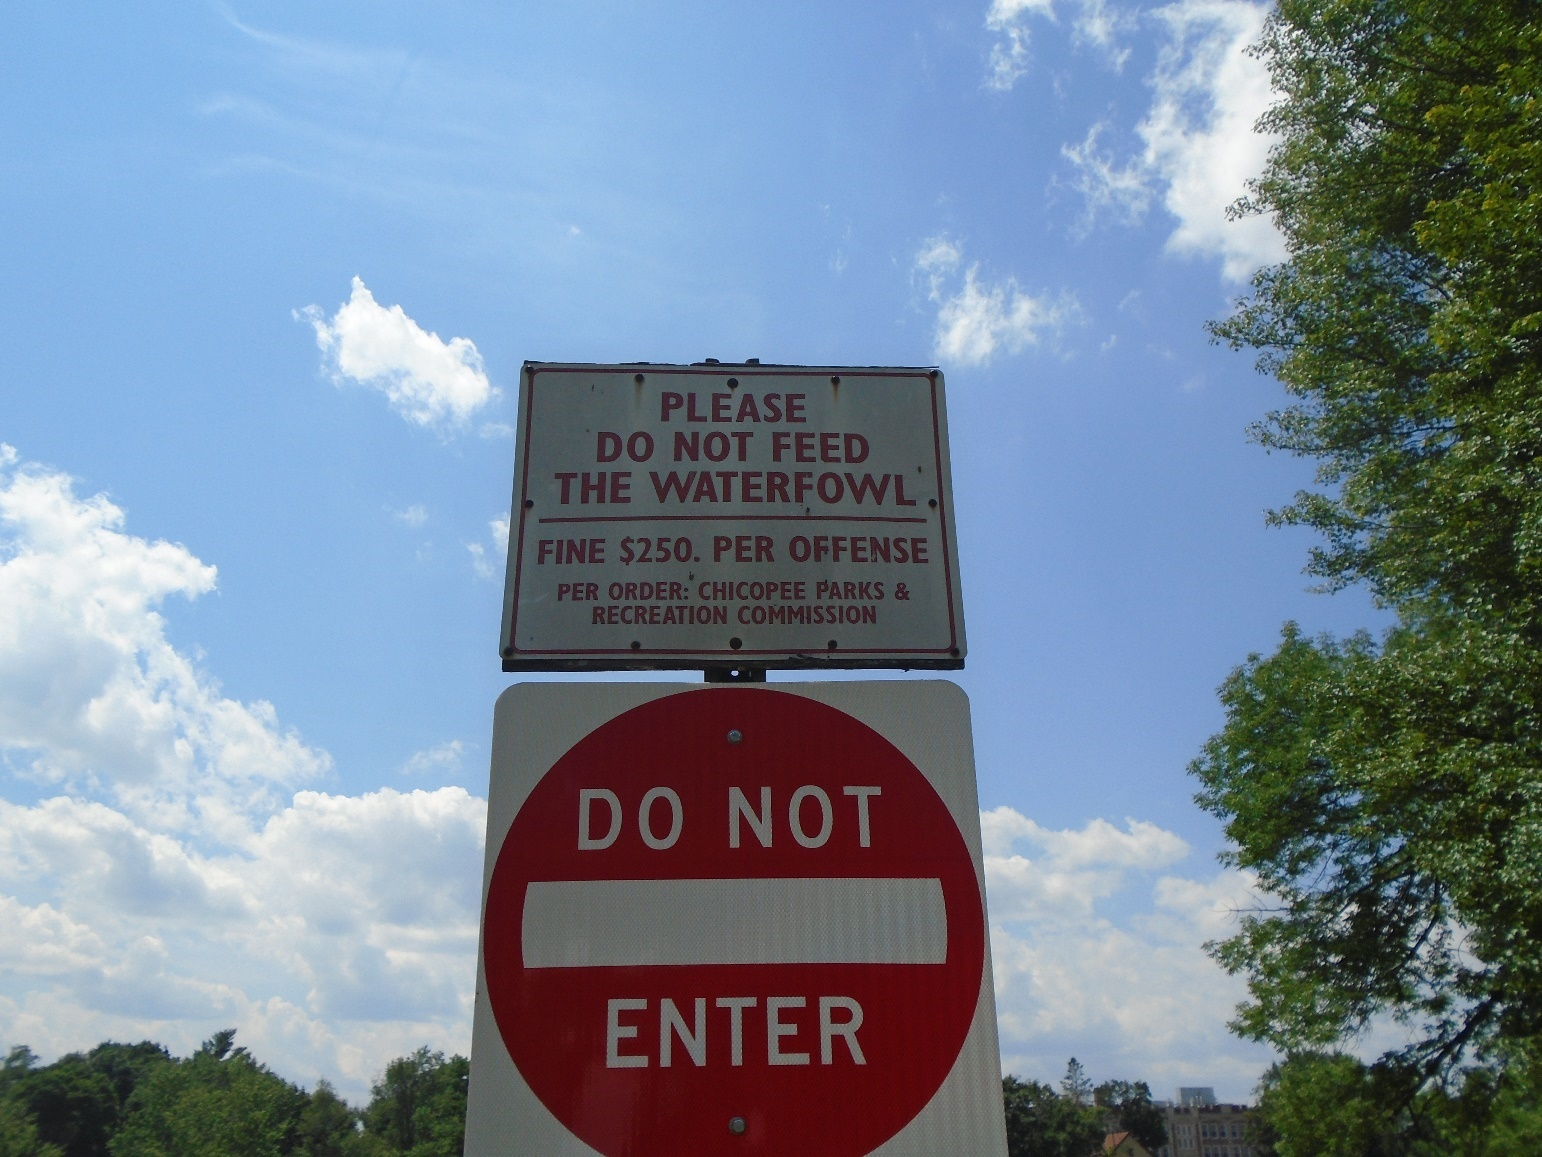 PLEASE
DO NOT FEED
THE WATERFOWL
FINE $250. PER OFFENSE
PER ORDER: CHICOPEE PARKS &
RECREATION COMMISSION
DO NOT
ENTER